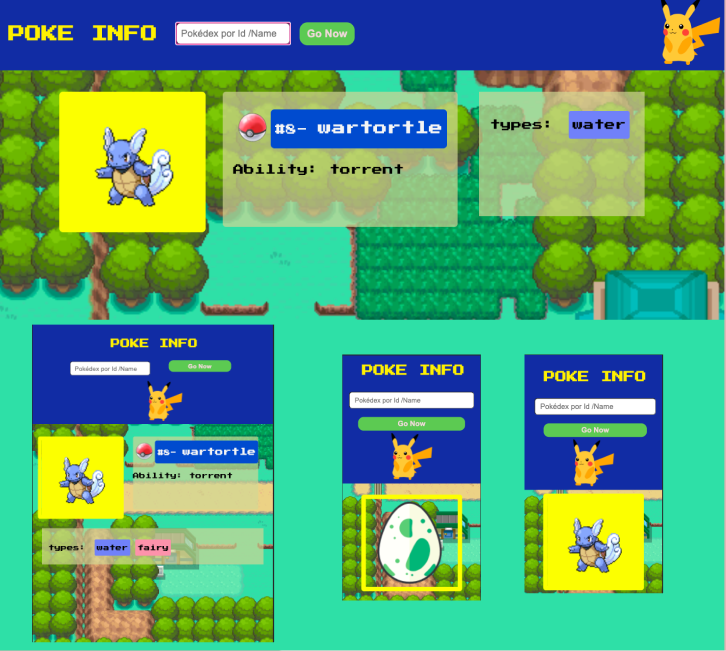 POKE INFO
Pokédex por Id /Name
Go Now
#8- wartortle
types: water
Ability: torrent
POKE INFO
Pokédex por Id /Name
Go Now
#8- wartortle
Ability: torrent
types: water fairy
POKE INFO
Pokédex por Id /Name
Go Now
POKE INFO
Pokédex por Id /Name
Go Now